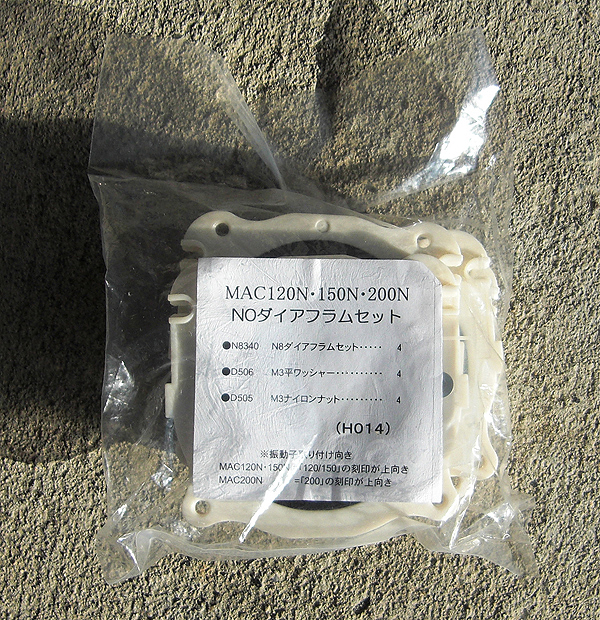 MAC120N・150N・200N
NOダイアフラムセット
●N8340 N8ダイアフラムセット····· 4
●D506 M3平ワッシャー·········· 4
●D505 M3ナイロンナット········· 4
(H014)
※振動子取り付け向き
MAC120N・150N 「120/150」の刻印が上向き
MAC200N =「200」の刻印が上向き